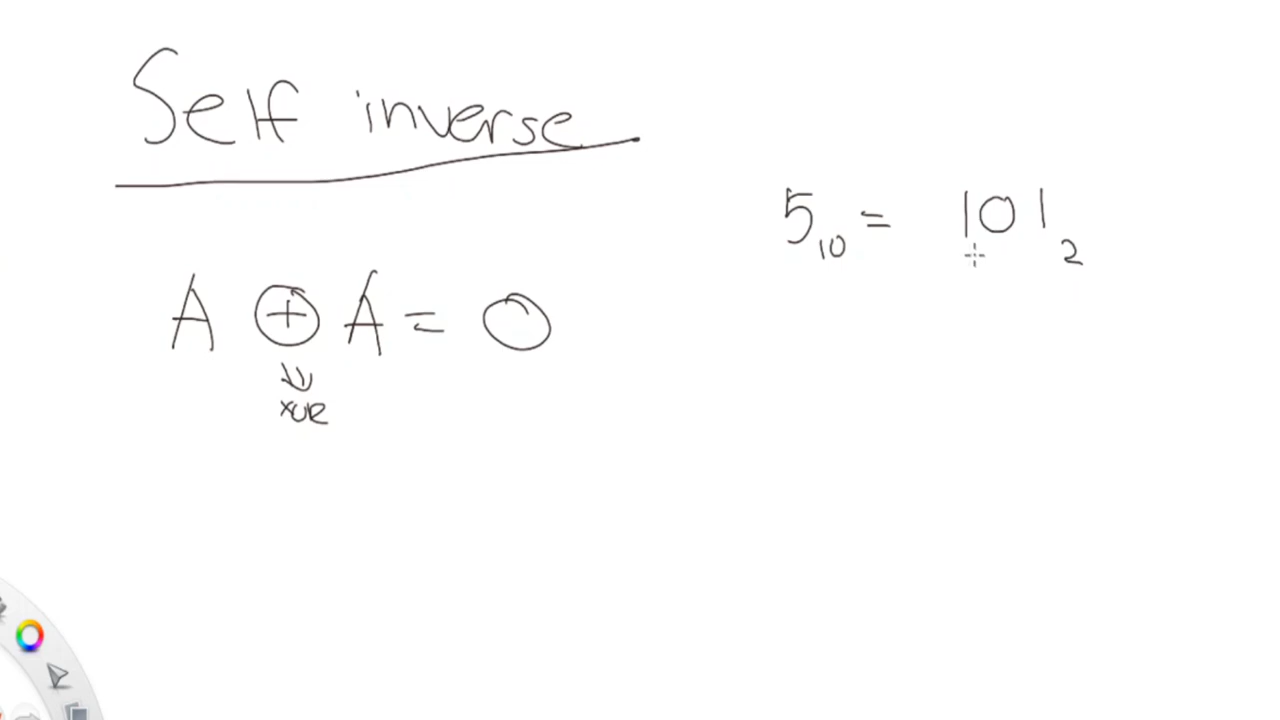 Self inverse
5₁₀ = 101₂
A ⊕ A = 0
XOR